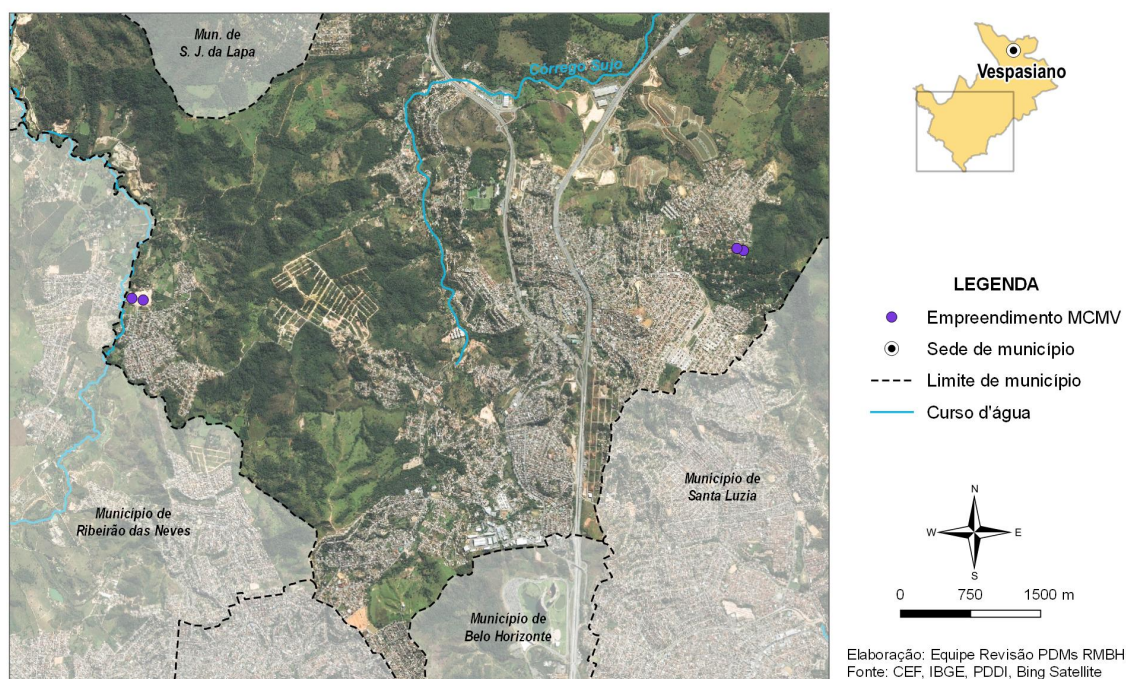 Mun. de
S. J. da Lapa
Córrego Sujo
Vespasiano
Município de
Ribeirão das Neves
Município de
Santa Luzia
Município de
Belo Horizonte
LEGENDA
Empreendimento MCMV
Sede de município
Limite de município
Curso d'água
N
W
E
S
0 750 1500 m
Elaboração: Equipe Revisão PDMs RMBH
Fonte: CEF, IBGE, PDDI, Bing Satellite